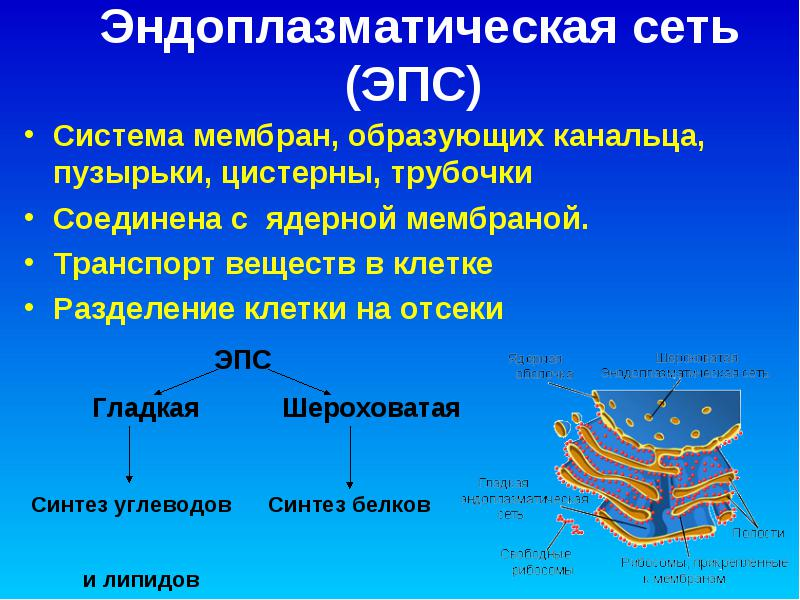 Эндоплазматическая сеть
(ЭПС)
• Система мембран, образующих канальца,
пузырьки, цистерны, трубочки
• Соединена с ядерной мембраной.
• Транспорт веществ в клетке
• Разделение клетки на отсеки
ЭПС
Гладкая Шероховатая
Синтез углеводов Синтез белков
и липидов
Ядерная
оболочка
Шероховатая
Эндоплазматическая сеть
Гладкая
эндоплазматическая
сеть
Свободные
рибосомы
Полости
Рибосомы, прикрепленные
к мембранам